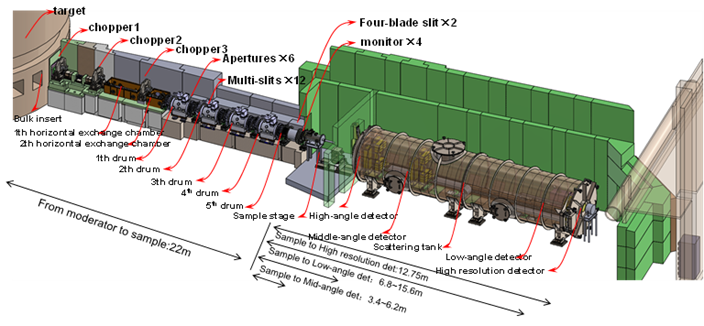 target
chopper1
chopper2
chopper3
Apertures×6
Multi-slits×12
Four-blade slit×2
monitor×4
Bulk insert
1th horizontal exchange chamber
2th horizontal exchange chamber
1th drum
2th drum
3th drum
4th drum
5th drum
Sample stage
High-angle detector
Middle-angle detector
Scattering tank
Low-angle detector
High resolution detector
From moderator to sample:22m
Sample to High resolution det:12.75m
Sample to Low-angle det: 6.8~15.6m
Sample to Mid-angle det: 3.4~6.2m